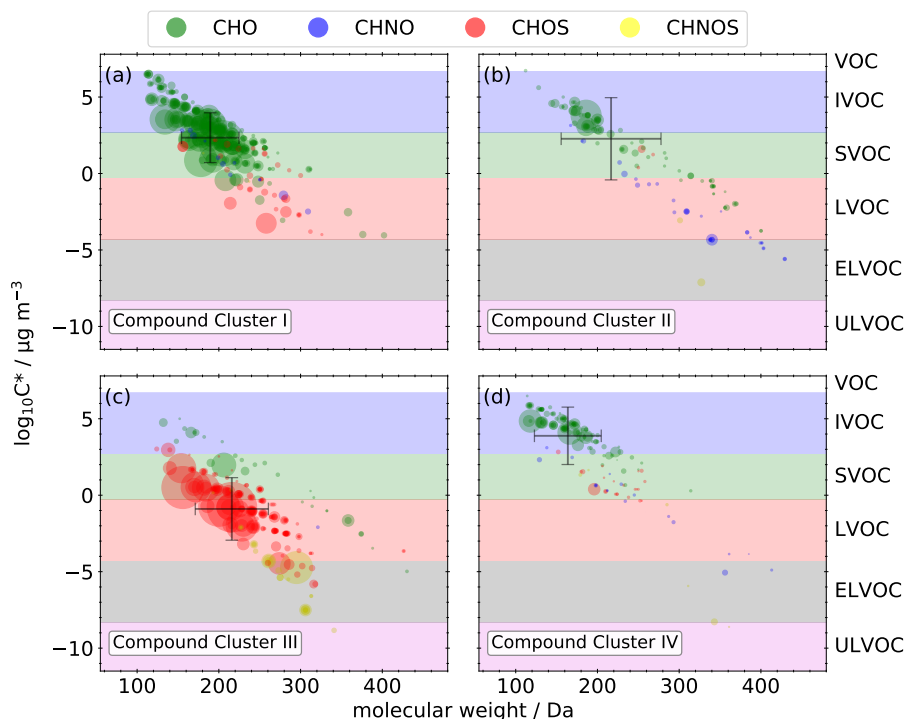 CHO CHNO CHOS CHNOS
(a) (b) VOC
5 IVOC
0 SVOC
LVOC
−5 ELVOC
−10 Compound Cluster I Compound Cluster II ULVOC
log₁₀C* / μg m⁻³
(c) (d) VOC
5 IVOC
0 SVOC
LVOC
−5 ELVOC
−10 Compound Cluster III Compound Cluster IV ULVOC
100 200 300 400 100 200 300 400
molecular weight / Da